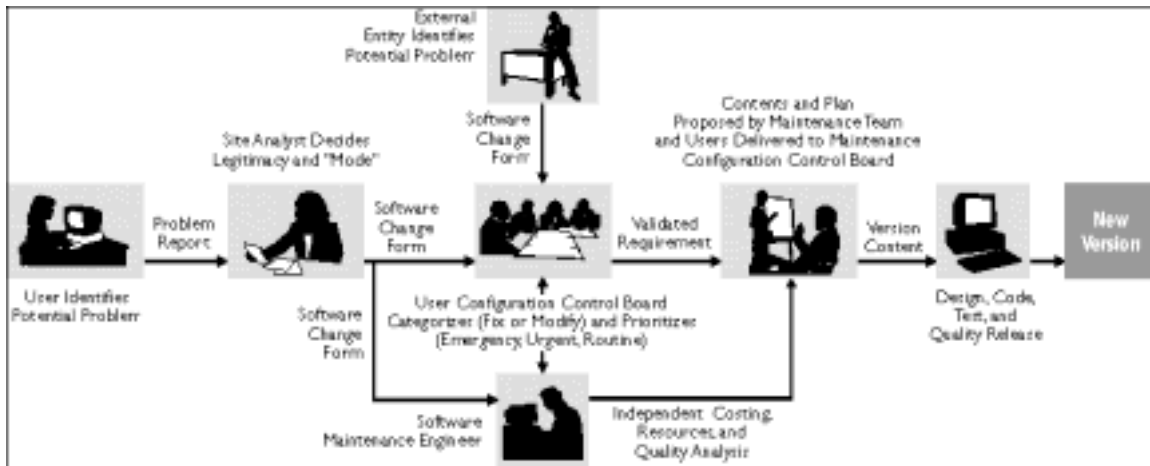 External
Entity Identifies
Potential Problem
Software
Change
Form
Contents and Plan
Proposed by Maintenance Team
and Users Delivered to Maintenance
Configuration Control Board
Site Analyst Decides
Legitimacy and "Mode"
Problem
Report
Software
Change
Form
Validated
Requirement
Version
Content
New
Version
User Identifies
Potential Problem
Software
Change
Form
User Configuration Control Board
Categorizes (Fix or Modify) and Prioritizes
(Emergency, Urgent, Routine)
Design, Code,
Test, and
Quality Release
Software
Maintenance Engineer
Independent Costing,
Resources, and
Quality Analysis